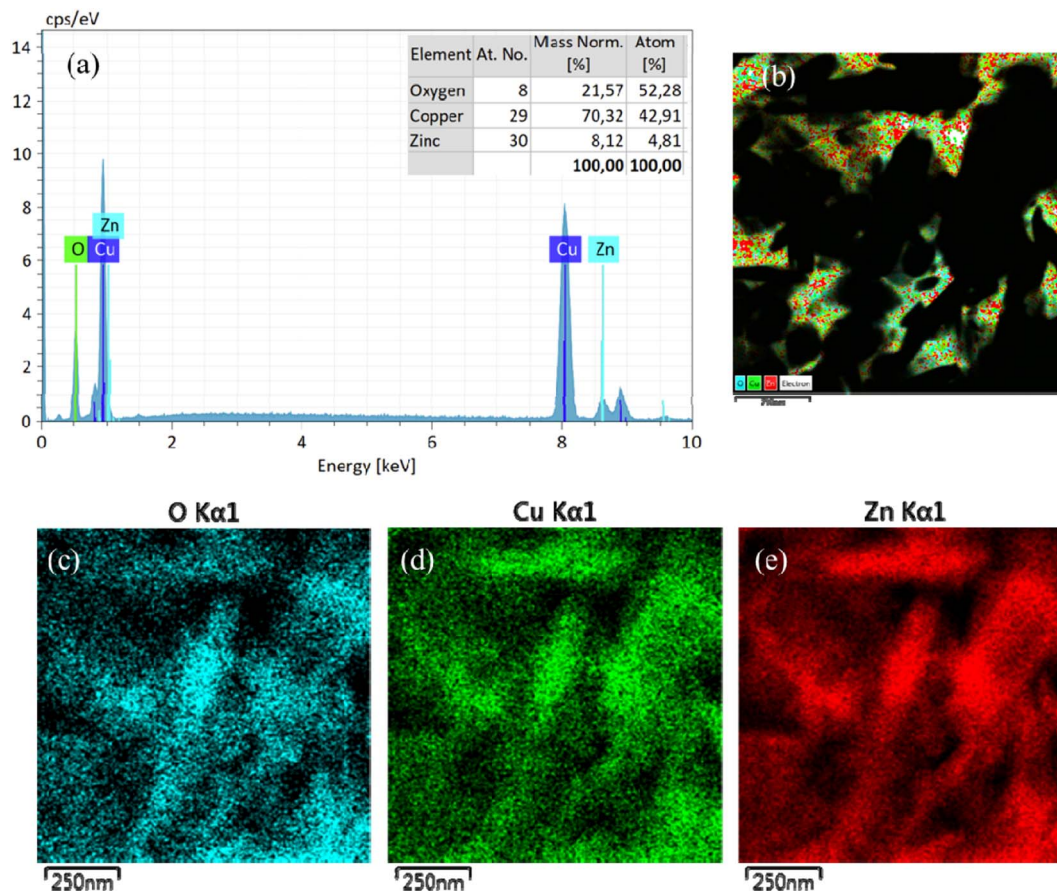 cps/eV
14
12
10
8
6
4
2
0
(a)
Element At. No. Mass Norm. [%] Atom [%]
Oxygen 8 21,57 52,28
Copper 29 70,32 42,91
Zinc 30 8,12 4,81
100,00 100,00
Zn
O Cu
Cu Zn
0 2 4 6 8 10
Energy [keV]
(b)
O Cu Zn Electron
O Kα1
(c)
250nm
Cu Kα1
(d)
250nm
Zn Kα1
(e)
250nm